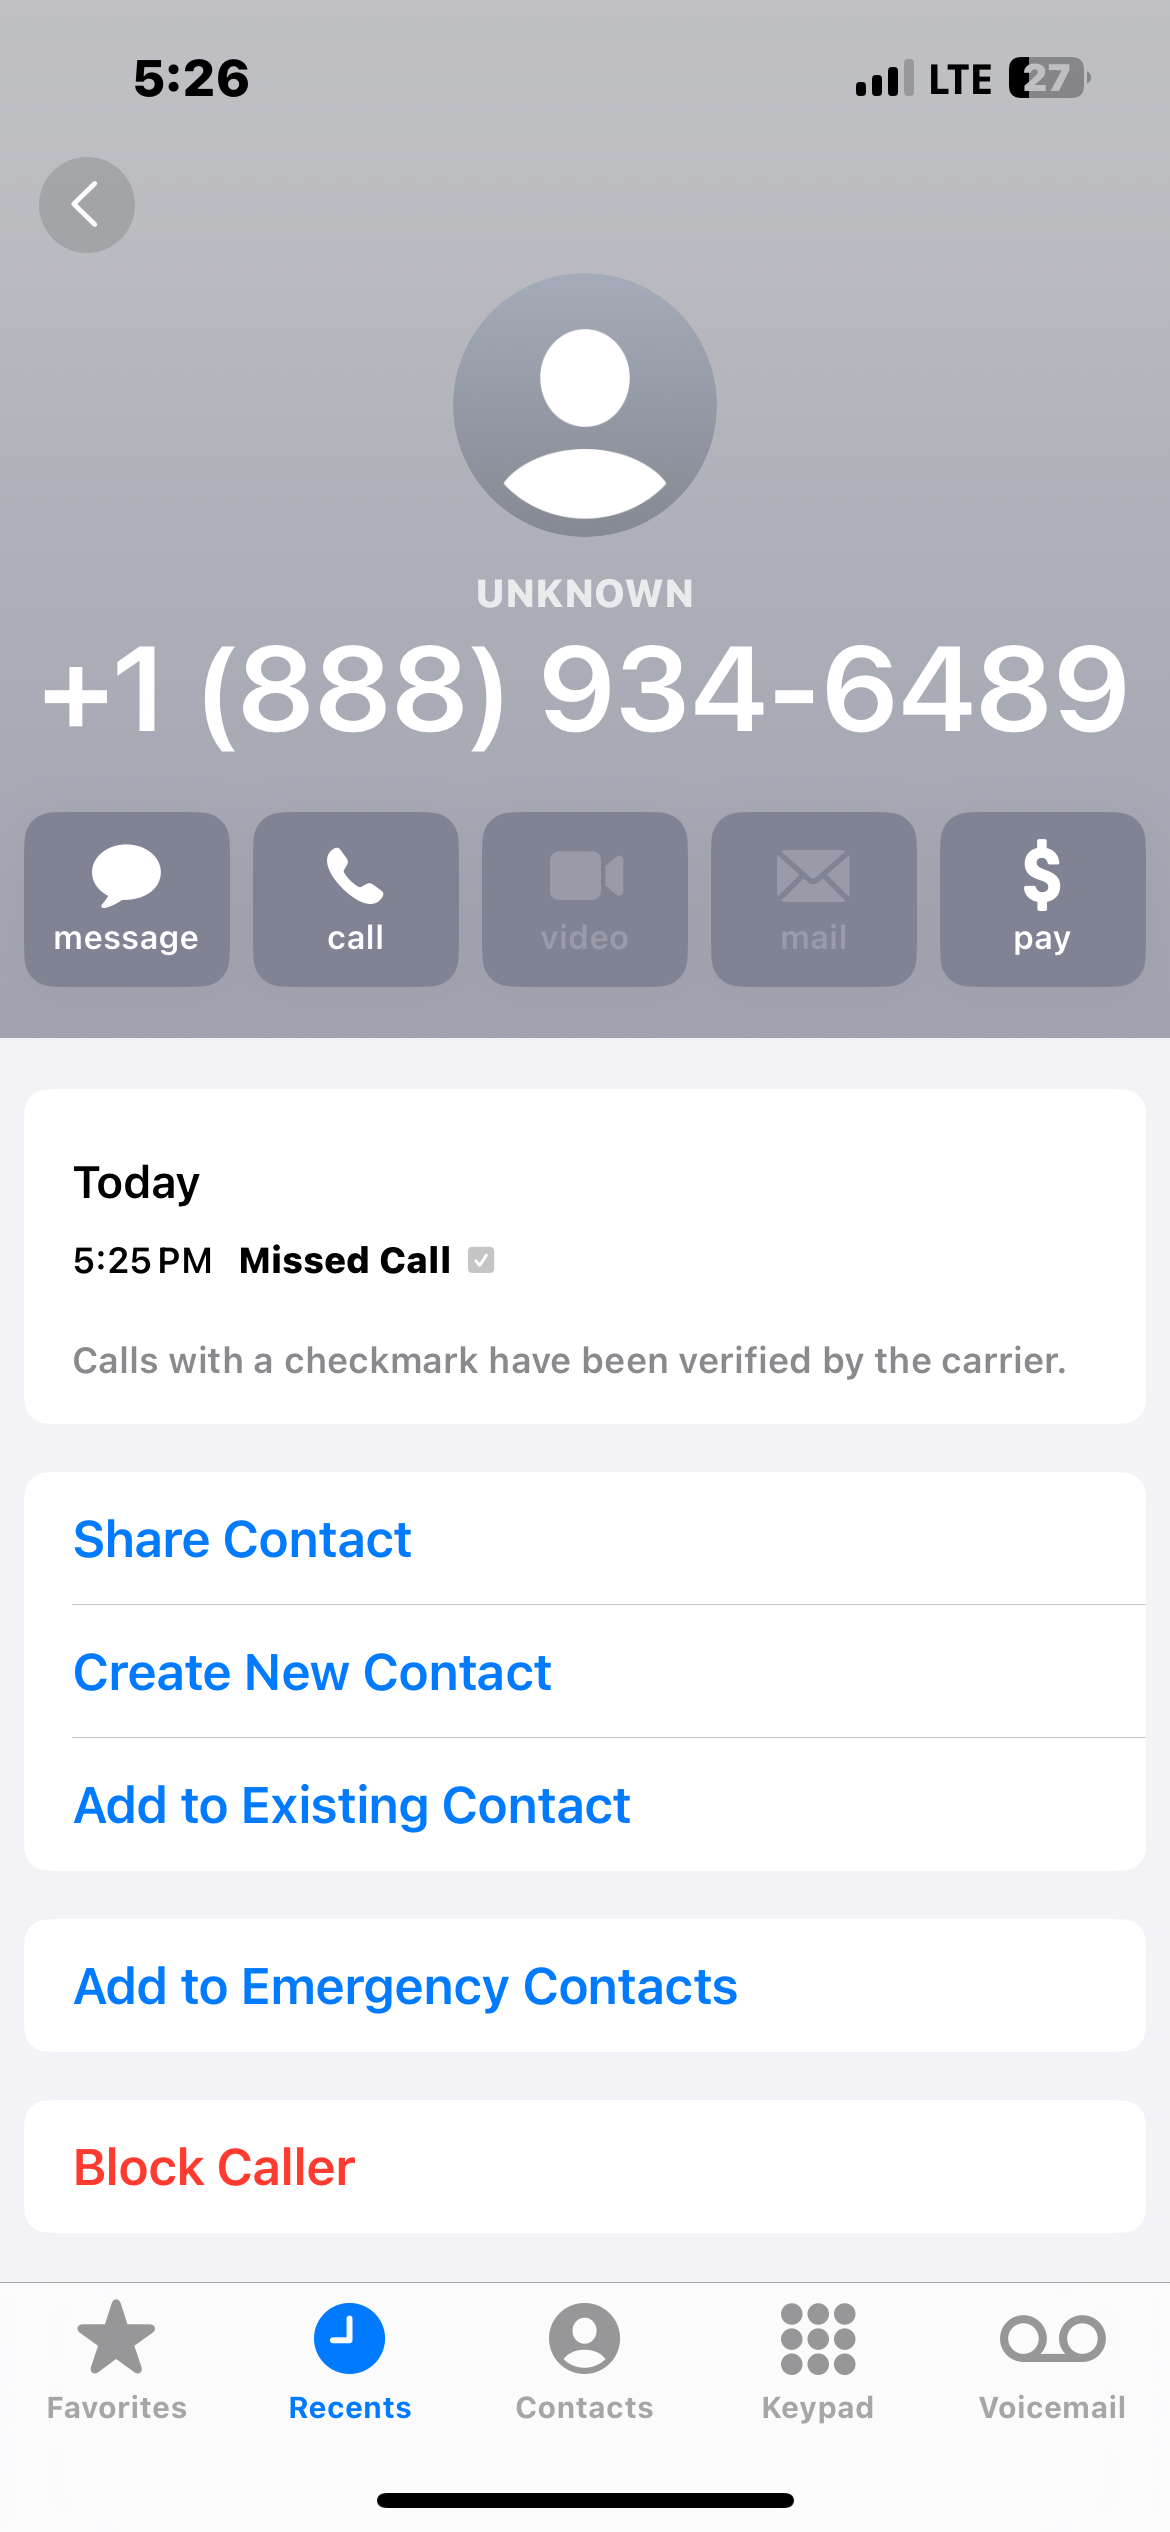 5:26 LTE 27
UNKNOWN
+1 (888) 934-6489
message call video mail pay
Today
5:25 PM Missed Call
Calls with a checkmark have been verified by the carrier.
Share Contact
Create New Contact
Add to Existing Contact
Add to Emergency Contacts
Block Caller
Favorites Recents Contacts Keypad Voicemail